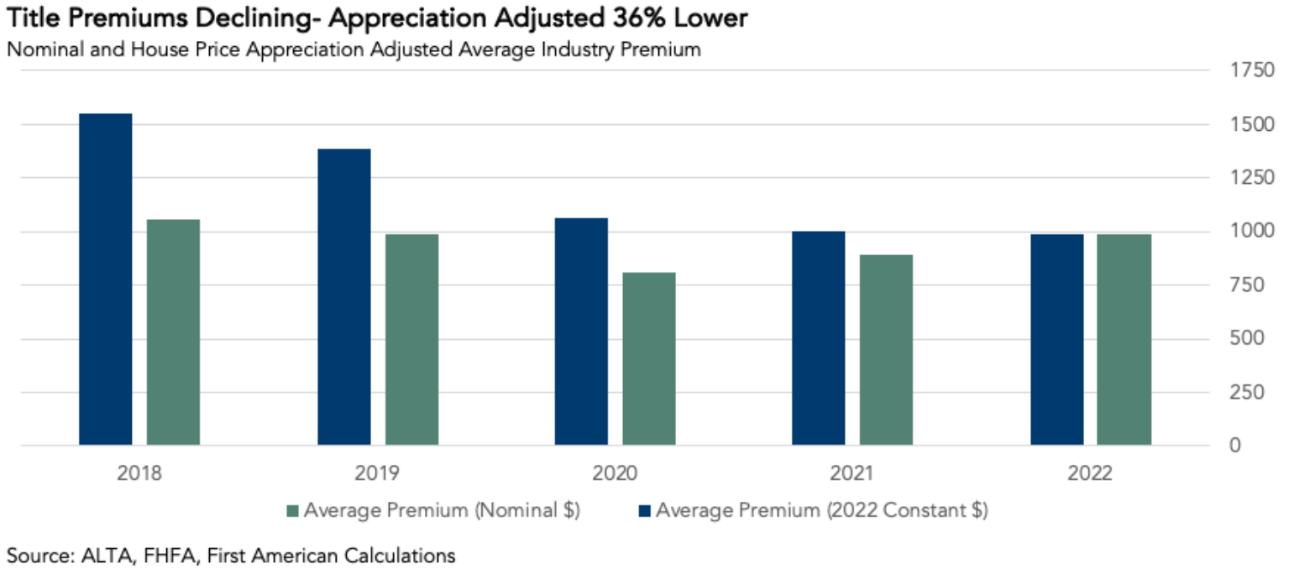 Title Premiums Declining- Appreciation Adjusted 36% Lower
Nominal and House Price Appreciation Adjusted Average Industry Premium
1750
1500
1250
1000
750
500
250
0
2018 2019 2020 2021 2022
Average Premium (Nominal $) Average Premium (2022 Constant $)
Source: ALTA, FHFA, First American Calculations